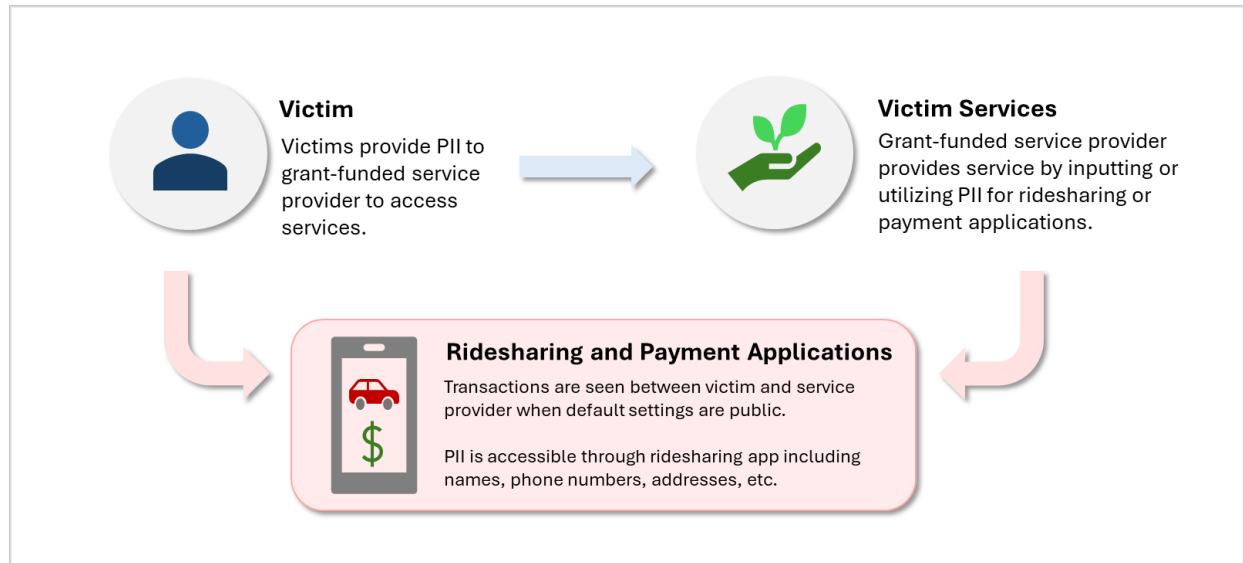 Victim
Victims provide PII to
grant-funded service
provider to access
services.
Victim Services
Grant-funded service provider
provides service by inputting or
utilizing PII for ridesharing or
payment applications.
Ridesharing and Payment Applications
Transactions are seen between victim and service
provider when default settings are public.
PII is accessible through ridesharing app including
names, phone numbers, addresses, etc.
$